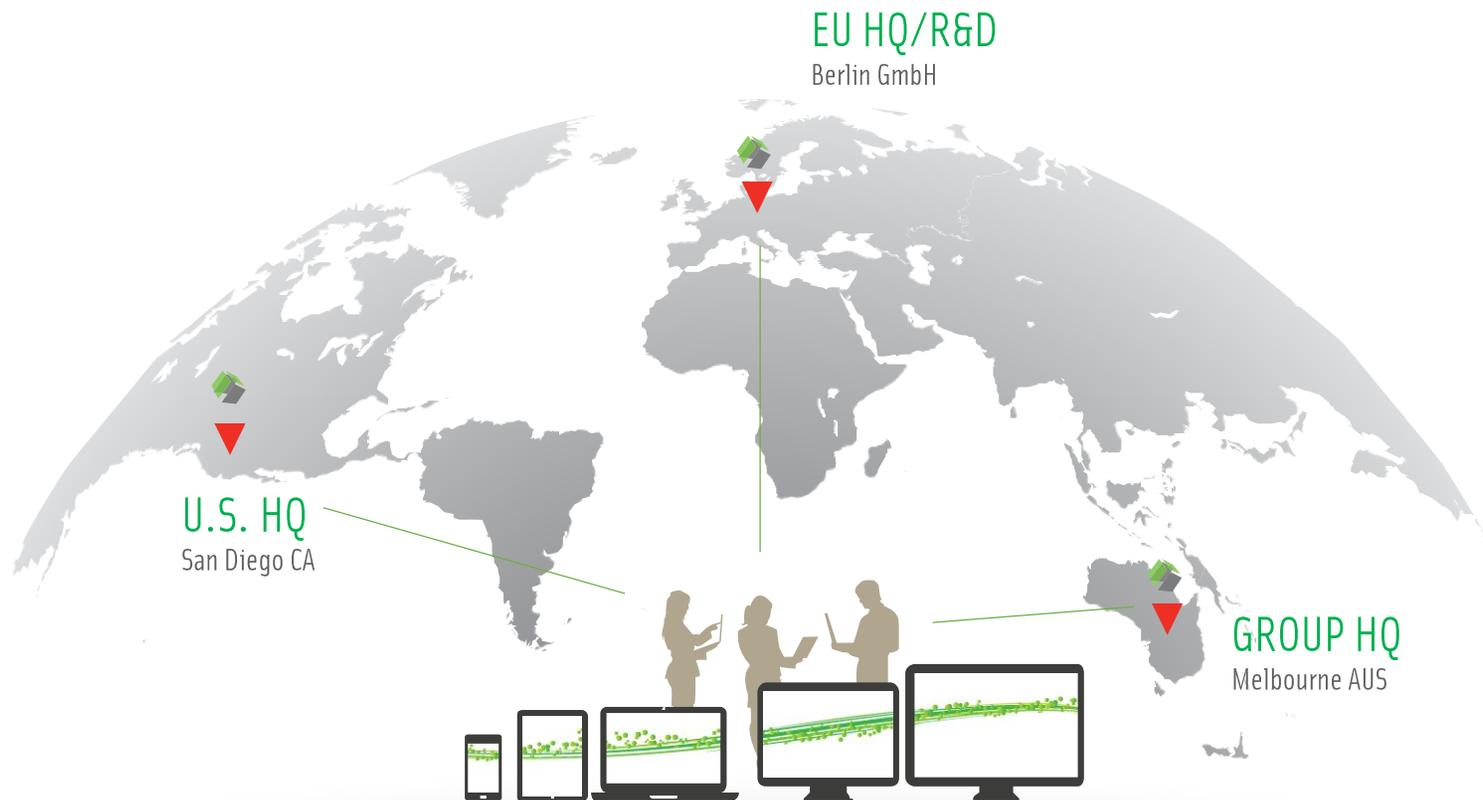 EU HQ/R&D
Berlin GmbH
U.S. HQ
San Diego CA
GROUP HQ
Melbourne AUS